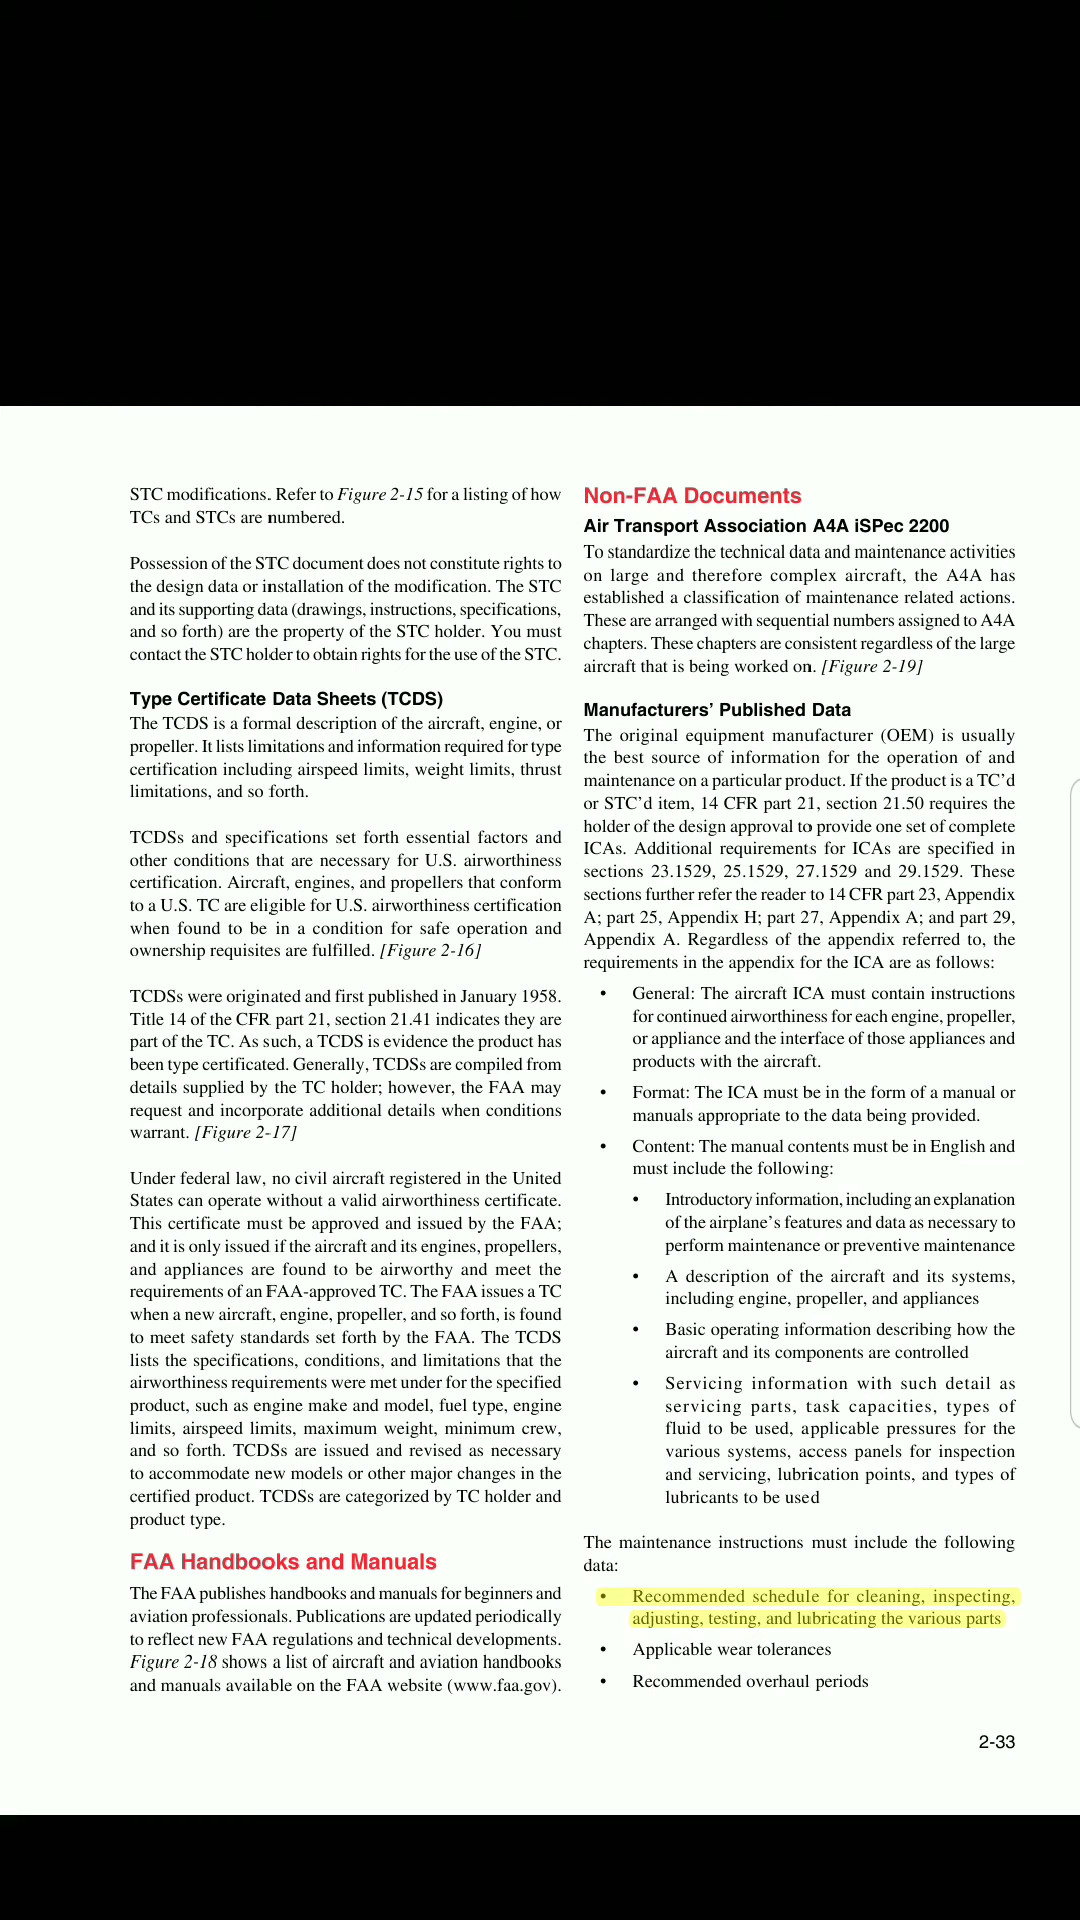 STC modifications. Refer to Figure 2-15 for a listing of how
TCs and STCs are numbered.
Possession of the STC document does not constitute rights to
the design data or installation of the modification. The STC
and its supporting data (drawings, instructions, specifications,
and so forth) are the property of the STC holder. You must
contact the STC holder to obtain rights for the use of the STC.
Type Certificate Data Sheets (TCDS)
The TCDS is a formal description of the aircraft, engine, or
propeller. It lists limitations and information required for type
certification including airspeed limits, weight limits, thrust
limitations, and so forth.
TCDSs and specifications set forth essential factors and
other conditions that are necessary for U.S. airworthiness
certification. Aircraft, engines, and propellers that conform
to a U.S. TC are eligible for U.S. airworthiness certification
when found to be in a condition for safe operation and
ownership requisites are fulfilled. [Figure 2-16]
TCDSs were originated and first published in January 1958.
Title 14 of the CFR part 21, section 21.41 indicates they are
part of the TC. As such, a TCDS is evidence the product has
been type certificated. Generally, TCDSs are compiled from
details supplied by the TC holder; however, the FAA may
request and incorporate additional details when conditions
warrant. [Figure 2-17]
Under federal law, no civil aircraft registered in the United
States can operate without a valid airworthiness certificate.
This certificate must be approved and issued by the FAA;
and it is only issued if the aircraft and its engines, propellers,
and appliances are found to be airworthy and meet the
requirements of an FAA-approved TC. The FAA issues a TC
when a new aircraft, engine, propeller, and so forth, is found
to meet safety standards set forth by the FAA. The TCDS
lists the specifications, conditions, and limitations that the
airworthiness requirements were met under for the specified
product, such as engine make and model, fuel type, engine
limits, airspeed limits, maximum weight, minimum crew,
and so forth. TCDSs are issued and revised as necessary
to accommodate new models or other major changes in the
certified product. TCDSs are categorized by TC holder and
product type.
FAA Handbooks and Manuals
The FAA publishes handbooks and manuals for beginners and
aviation professionals. Publications are updated periodically
to reflect new FAA regulations and technical developments.
Figure 2-18 shows a list of aircraft and aviation handbooks
and manuals available on the FAA website (www.faa.gov).
Non-FAA Documents
Air Transport Association A4A iSPec 2200
To standardize the technical data and maintenance activities
on large and therefore complex aircraft, the A4A has
established a classification of maintenance related actions.
These are arranged with sequential numbers assigned to A4A
chapters. These chapters are consistent regardless of the large
aircraft that is being worked on. [Figure 2-19]
Manufacturers' Published Data
The original equipment manufacturer (OEM) is usually
the best source of information for the operation of and
maintenance on a particular product. If the product is a TC'd
or STC'd item, 14 CFR part 21, section 21.50 requires the
holder of the design approval to provide one set of complete
ICAs. Additional requirements for ICAs are specified in
sections 23.1529, 25.1529, 27.1529 and 29.1529. These
sections further refer the reader to 14 CFR part 23, Appendix
A; part 25, Appendix H; part 27, Appendix A; and part 29,
Appendix A. Regardless of the appendix referred to, the
requirements in the appendix for the ICA are as follows:
• General: The aircraft ICA must contain instructions
for continued airworthiness for each engine, propeller,
or appliance and the interface of those appliances and
products with the aircraft.
• Format: The ICA must be in the form of a manual or
manuals appropriate to the data being provided.
• Content: The manual contents must be in English and
must include the following:
• Introductory information, including an explanation
of the airplane's features and data as necessary to
perform maintenance or preventive maintenance
• A description of the aircraft and its systems,
including engine, propeller, and appliances
• Basic operating information describing how the
aircraft and its components are controlled
• Servicing information with such detail as
servicing parts, task capacities, types of
fluid to be used, applicable pressures for the
various systems, access panels for inspection
and servicing, lubrication points, and types of
lubricants to be used
The maintenance instructions must include the following
data:
• Recommended schedule for cleaning, inspecting,
adjusting, testing, and lubricating the various parts
• Applicable wear tolerances
• Recommended overhaul periods
2-33